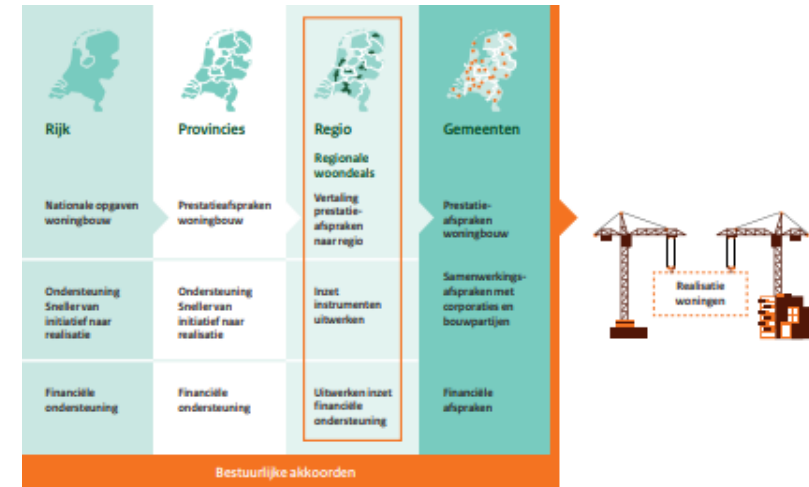 Rijk
Provincies
Regio
Gemeenten
Regionale
woondeals
Nationale opgaven
woningbouw
Prestatieafspraken
woningbouw
Vertaling
prestatie-
afspraken
naar regio
Prestatie-
afspraken
woningbouw
Ondersteuning
Sneller van
initiatief naar
realisatie
Ondersteuning
Sneller van
initiatief naar
realisatie
Inzet
instrumenten
uitwerken
Samenwerkings-
afspraken met
corporaties en
bouwpartijen
Financiële
ondersteuning
Financiële
ondersteuning
Uitwerken inzet
financiële
ondersteuning
Financiële
afspraken
Bestuurlijke akkoorden
Realisatie
woningen